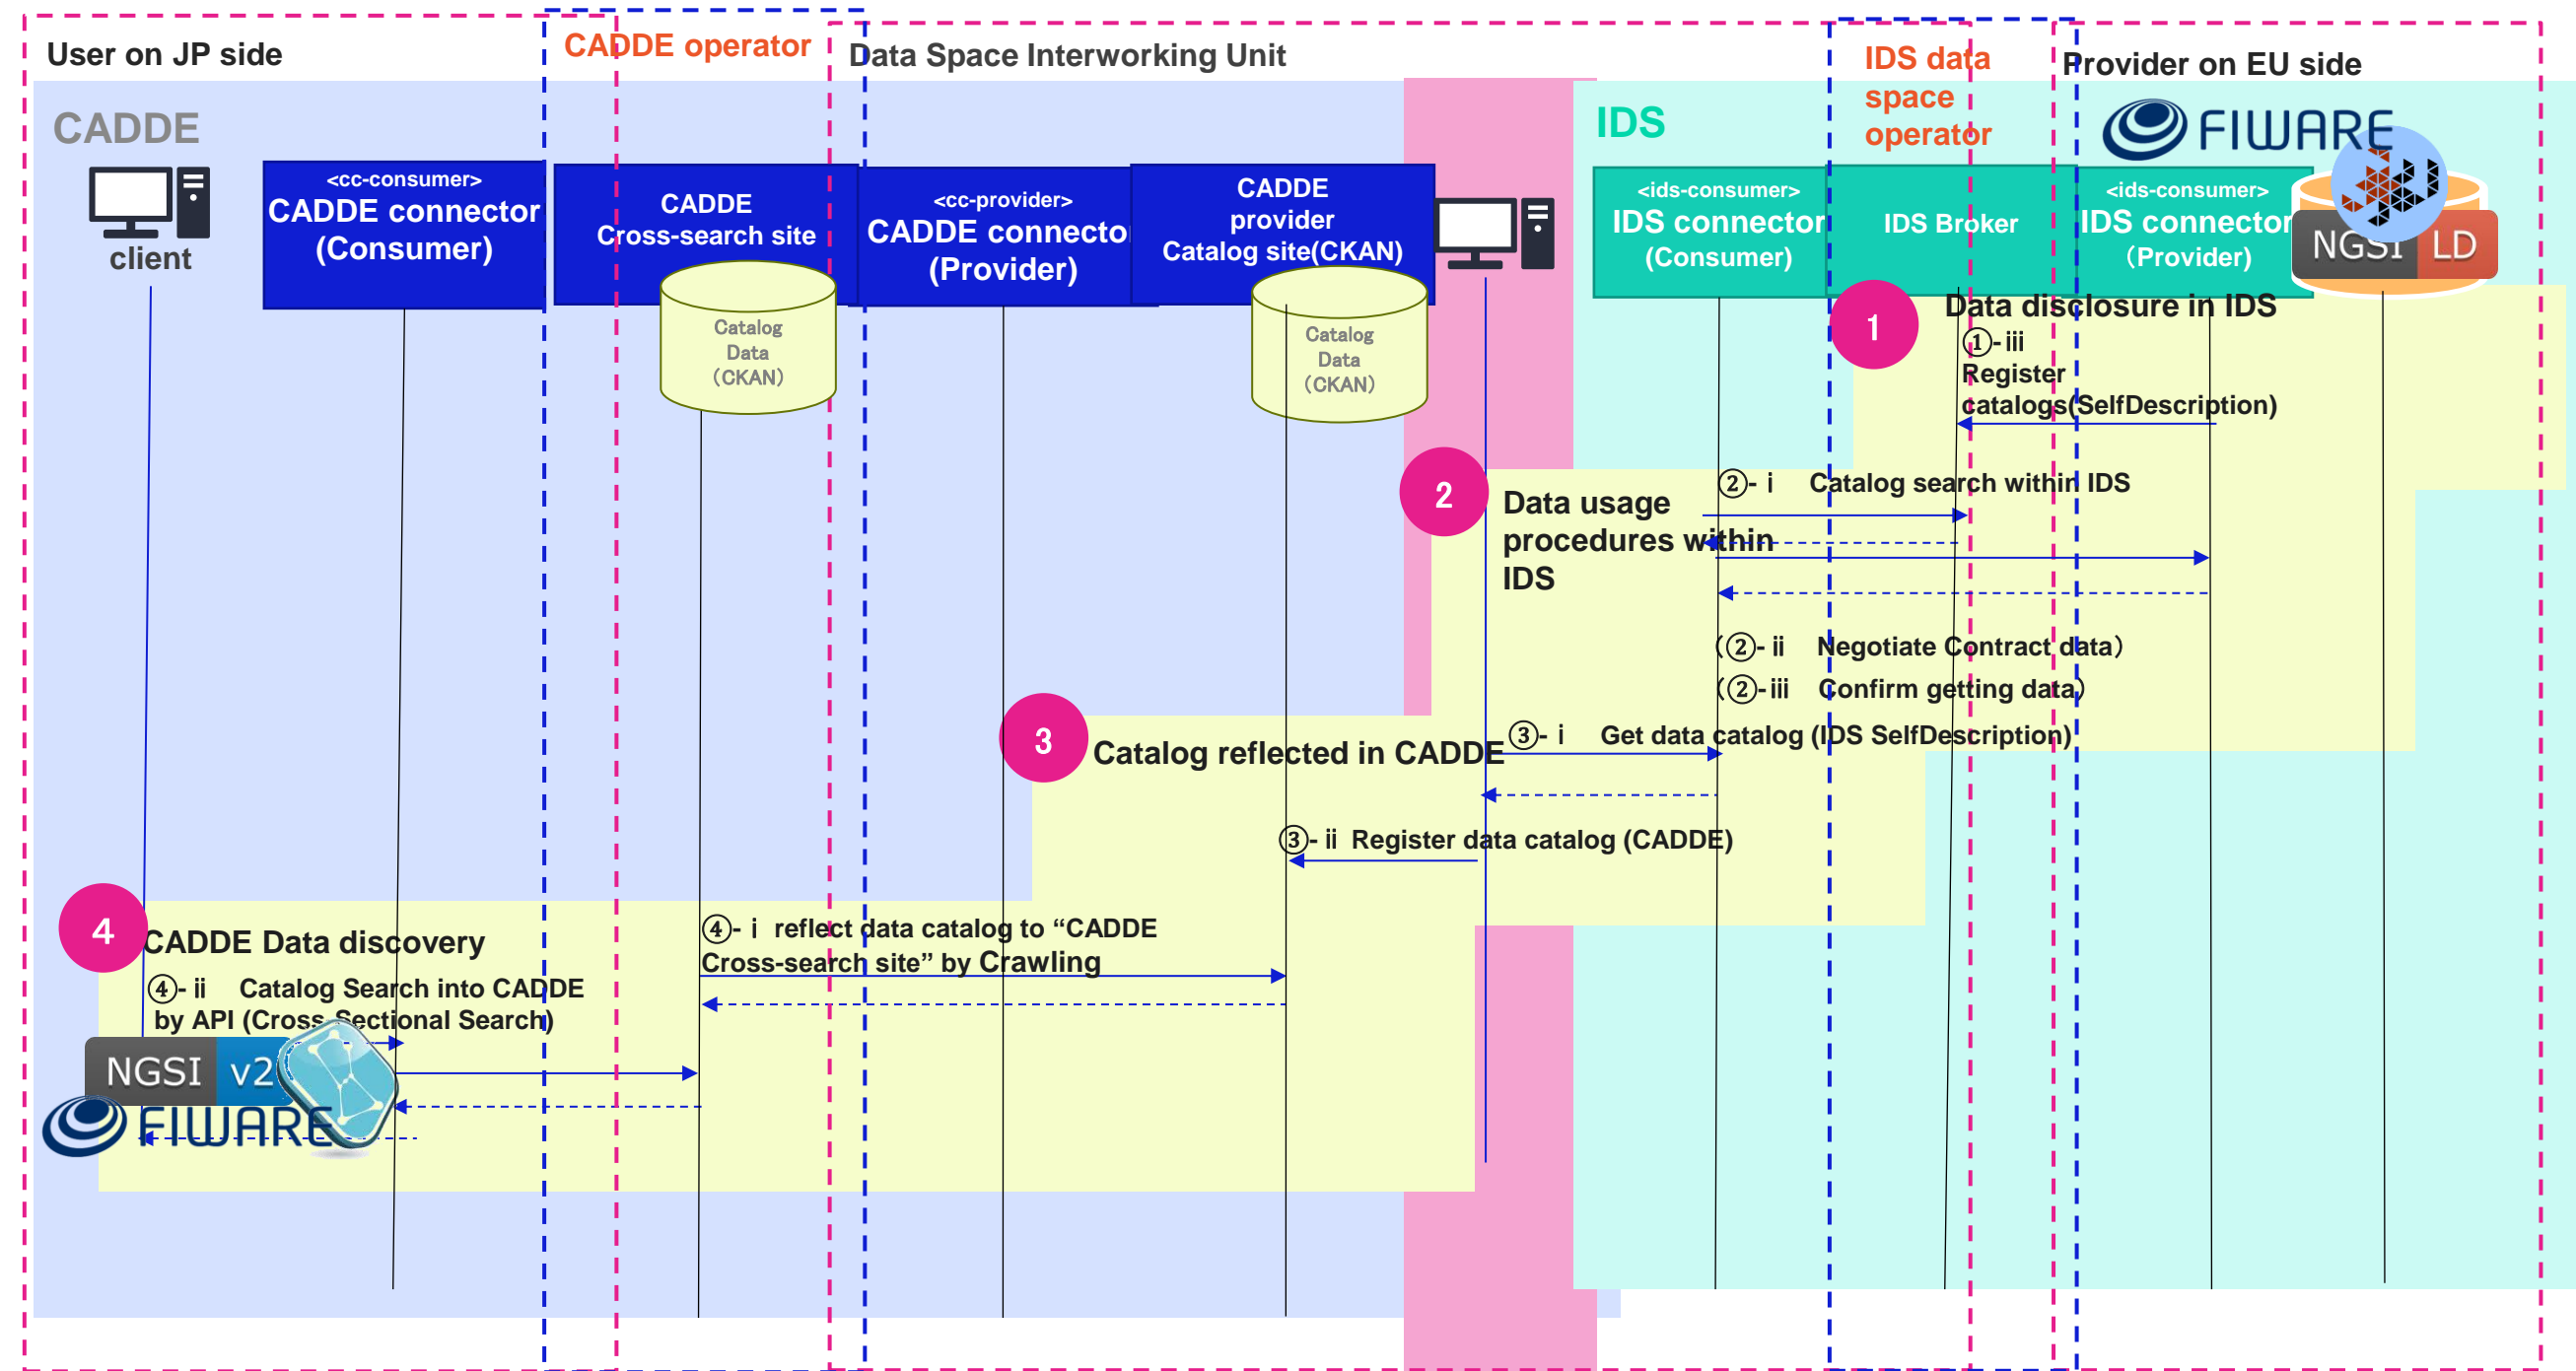 User on JP side
CADDE operator
Data Space Interworking Unit
IDS data
space
operator
Provider on EU side
CADDE
IDS
FIWARE
client
<cc-consumer>
CADDE connector
(Consumer)
CADDE
Cross-search site
<cc-provider>
CADDE connecto
(Provider)
CADDE
provider
Catalog site(CKAN)
<ids-consumer>
IDS connector
(Consumer)
IDS Broker
<ids-consumer>
IDS connector
（Provider)
NGSI LD
Catalog
Data
（CKAN）
Catalog
Data
（CKAN）
1
Data disclosure in IDS
①-ⅲ
Register
catalogs(SelfDescription)
2
Data usage
procedures within
IDS
②-ⅰ Catalog search within IDS
（②-ⅱ Negotiate Contract data）
（②-ⅲ Confirm getting data）
3
Catalog reflected in CADDE
③-ⅰ Get data catalog (IDS SelfDescription)
③-ⅱ Register data catalog (CADDE)
4
CADDE Data discovery
④-ⅰ reflect data catalog to “CADDE
Cross-search site” by Crawling
④-ⅱ Catalog Search into CADDE
by API (Cross-Sectional Search)
NGSI v2
FIWARE